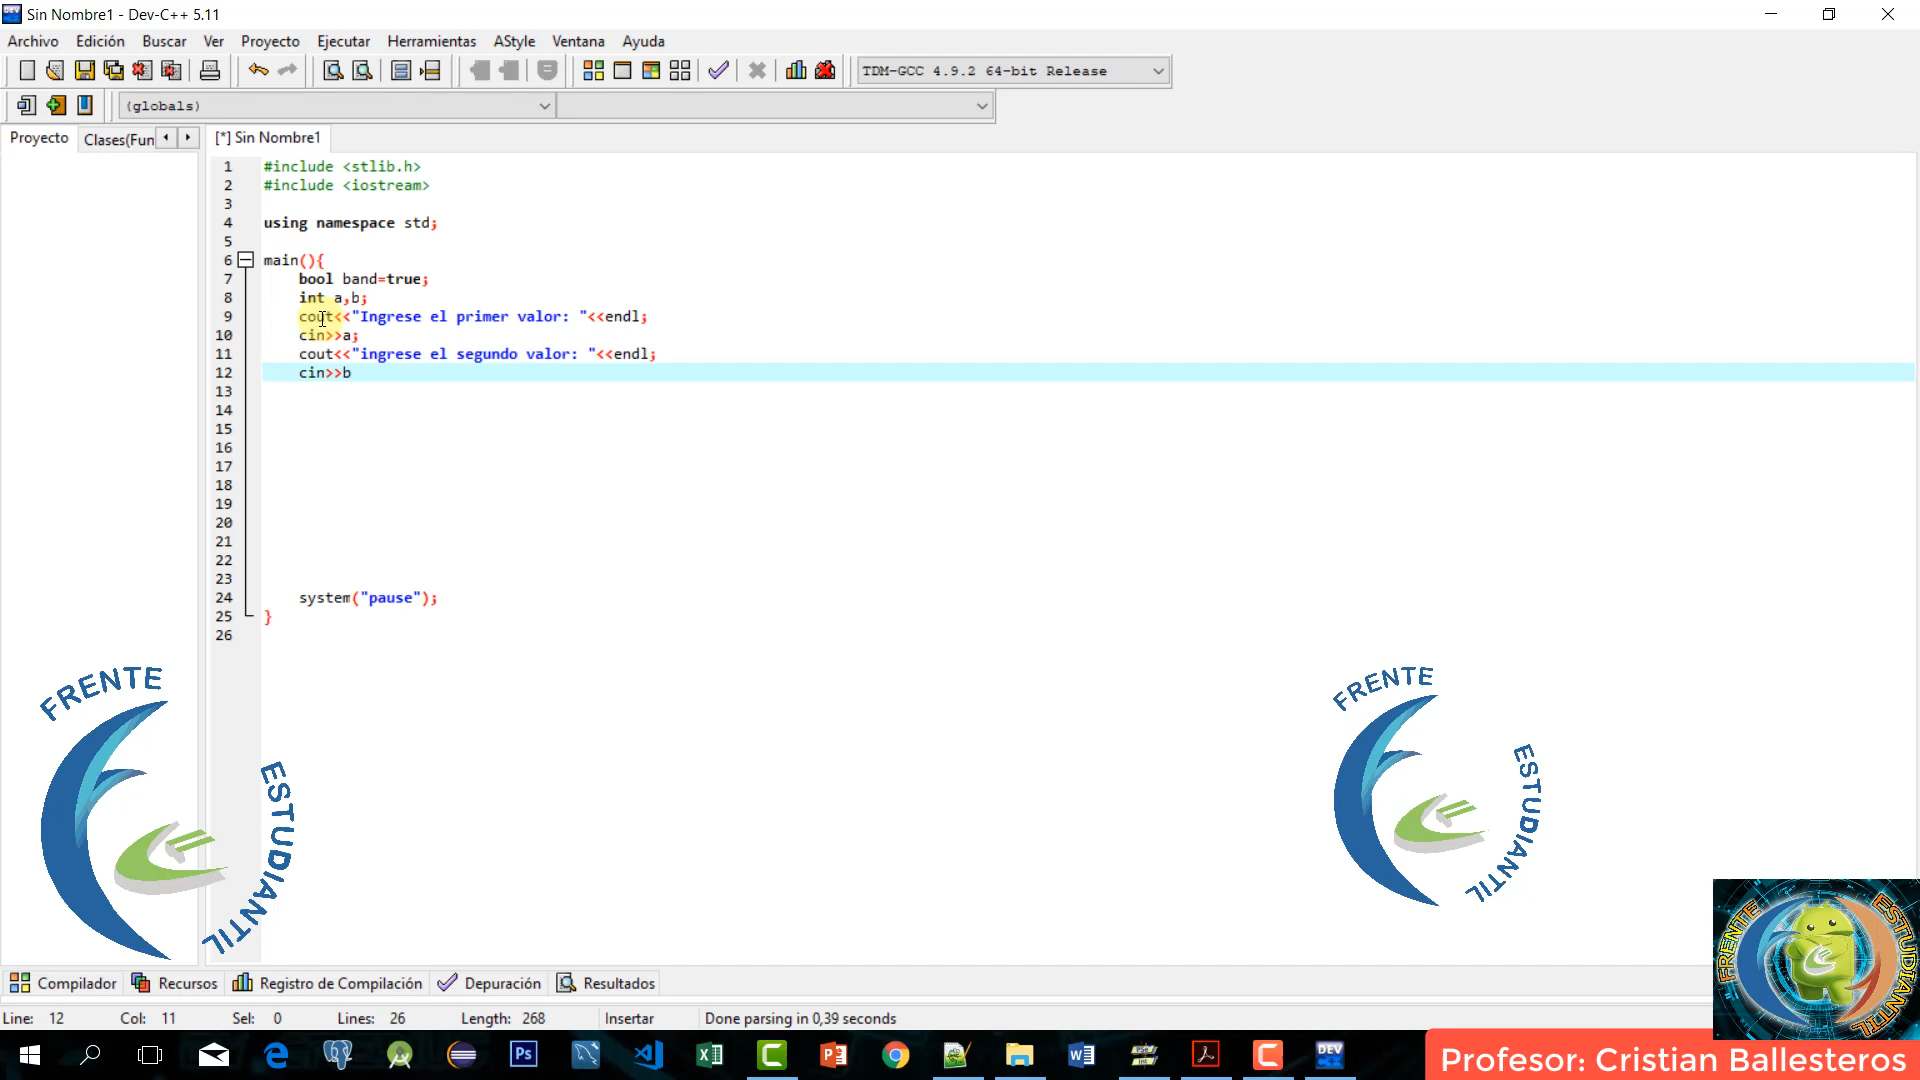 Sin Nombre1 - Dev-C++ 5.11
Archivo Edición Buscar Ver Proyecto Ejecutar Herramientas AStyle Ventana Ayuda
TDM-GCC 4.9.2 64-bit Release
(globals)
Proyecto Clases(Fun [*] Sin Nombre1
1 #include <stlib.h>
2 #include <iostream>
3
4 using namespace std;
5
6 main(){
7 bool band=true;
8 int a,b;
9 cout<<"Ingrese el primer valor: "<<endl;
10 cin>>a;
11 cout<<"ingrese el segundo valor: "<<endl;
12 cin>>b
13
14
15
16
17
18
19
20
21
22
23
24 system("pause");
25 }
26
FRENTE ESTUDIANTIL
FRENTE ESTUDIANTIL
FRENTE ESTUDIANTIL
Compilador Recursos Registro de Compilación Depuración Resultados
Line: 12 Col: 11 Sel: 0 Lines: 26 Length: 268 Insertar Done parsing in 0,39 seconds
Ps
DEV
Profesor: Cristian Ballesteros